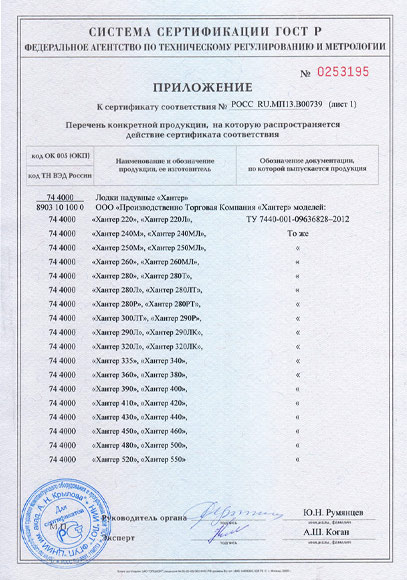 СИСТЕМА СЕРТИФИКАЦИИ ГОСТ Р
ФЕДЕРАЛЬНОЕ АГЕНТСТВО ПО ТЕХНИЧЕСКОМУ РЕГУЛИРОВАНИЮ И МЕТРОЛОГИИ
№ 0253195
ПРИЛОЖЕНИЕ
К сертификату соответствия № РОСС RU.МП13.В00739 (лист 1)
Перечень конкретной продукции, на которую распространяется
действие сертификата соответствия
код ОК 005 (ОКП)
код ТН ВЭД России
Наименование и обозначение
продукции, ее изготовитель
Обозначение документации,
по которой выпускается продукция
74 4000 Лодки надувные «Хантер»
8903 10 100 0 ООО «Производственно Торговая Компания «Хантер» моделей:
74 4000 «Хантер 220», «Хантер 220Л», ТУ 7440-001-09636828–2012
74 4000 «Хантер 240М», «Хантер 240МЛ», То же
74 4000 «Хантер 250М», «Хантер 250МЛ», «
74 4000 «Хантер 260», «Хантер 260МЛ», «
74 4000 «Хантер 280», «Хантер 280Т», «
74 4000 «Хантер 280Л», «Хантер 280ЛТ», «
74 4000 «Хантер 280Р», «Хантер 280РТ», «
74 4000 «Хантер 300ЛТ», «Хантер 290Р», «
74 4000 «Хантер 290Л», «Хантер 290ЛК», «
74 4000 «Хантер 320Л», «Хантер 320ЛК», «
74 4000 «Хантер 335», «Хантер 340», «
74 4000 «Хантер 360», «Хантер 380», «
74 4000 «Хантер 390», «Хантер 400», «
74 4000 «Хантер 410», «Хантер 420», «
74 4000 «Хантер 430», «Хантер 440», «
74 4000 «Хантер 450», «Хантер 460», «
74 4000 «Хантер 480», «Хантер 500», «
74 4000 «Хантер 520», «Хантер 550» «
Для
сертификатов
М.П.
Руководитель органа
подпись
Ю.Н. Румянцев
инициалы, фамилия
Эксперт
подпись
А.Ш. Коган
инициалы, фамилия